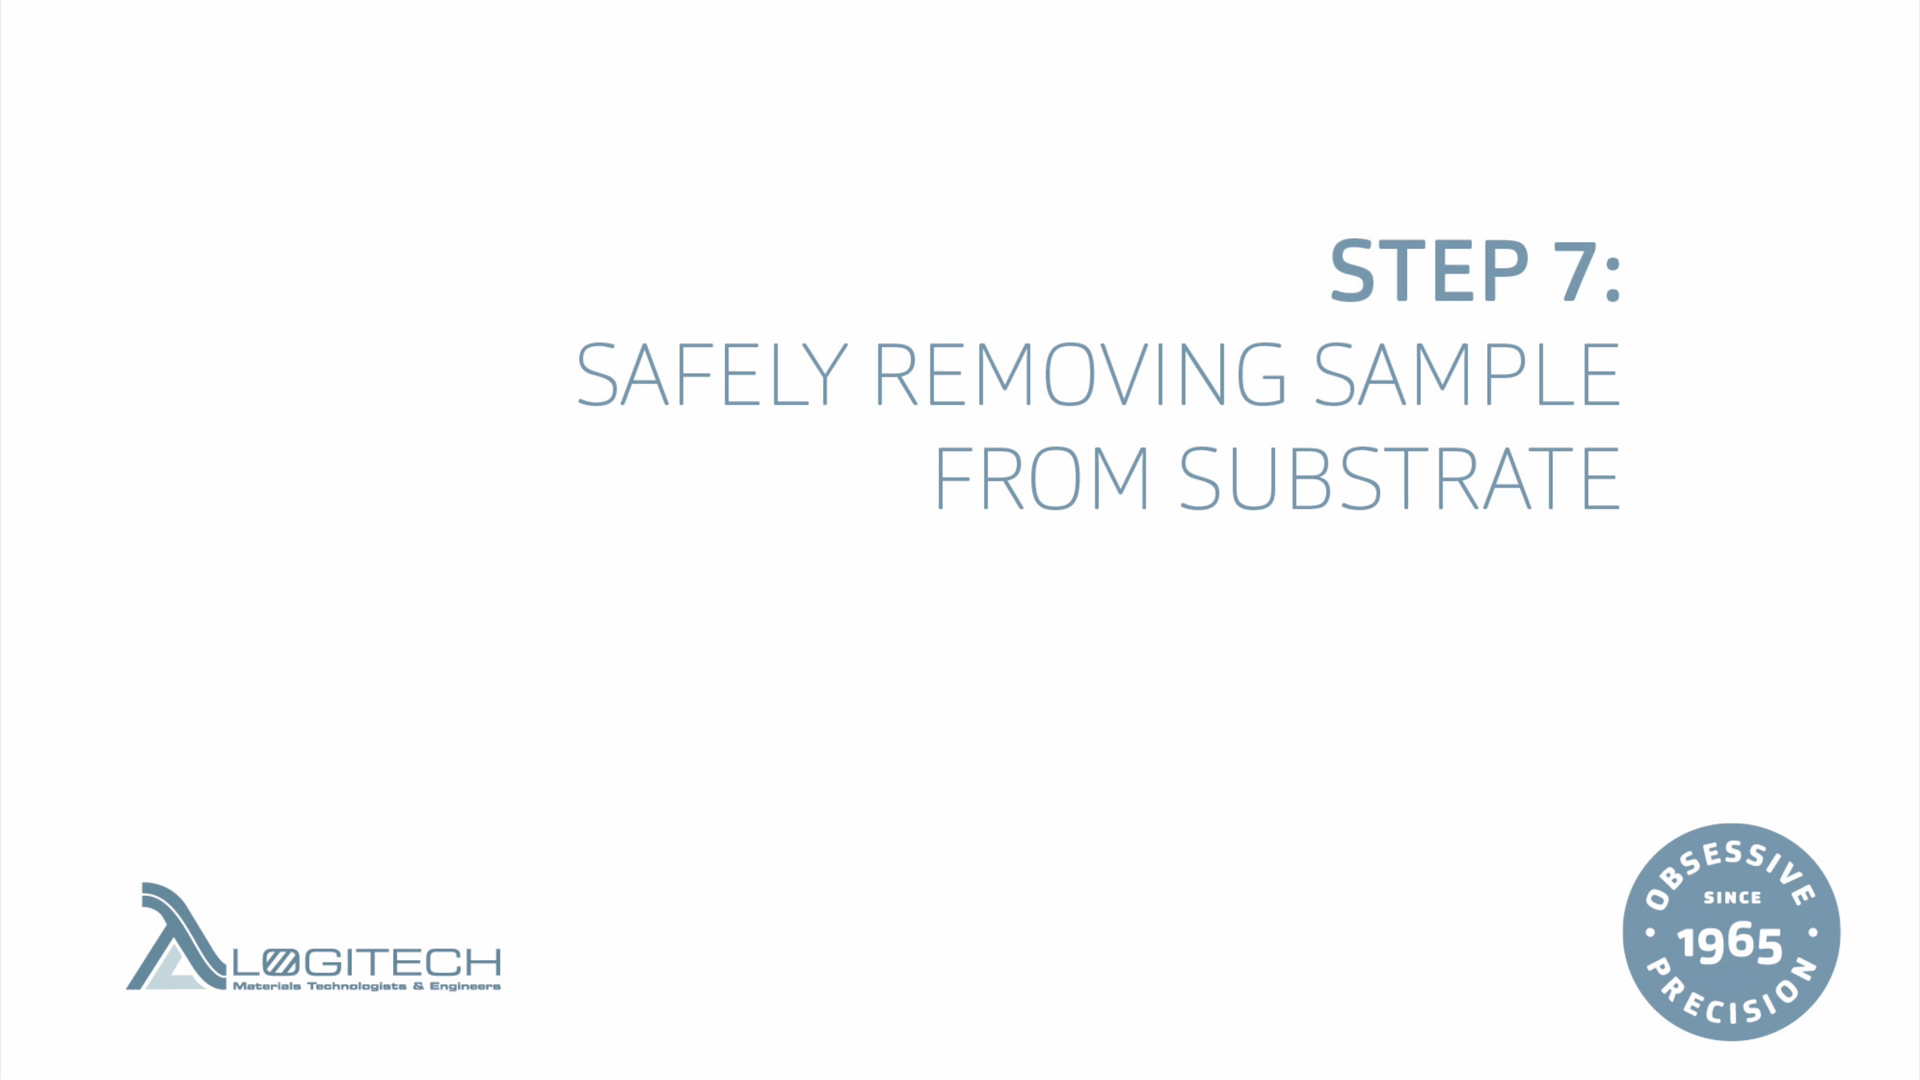 STEP 7:
SAFELY REMOVING SAMPLE
FROM SUBSTRATE
LOGITECH
Materials Technologists & Engineers
OBSESSIVE
SINCE
1965
PRECISION